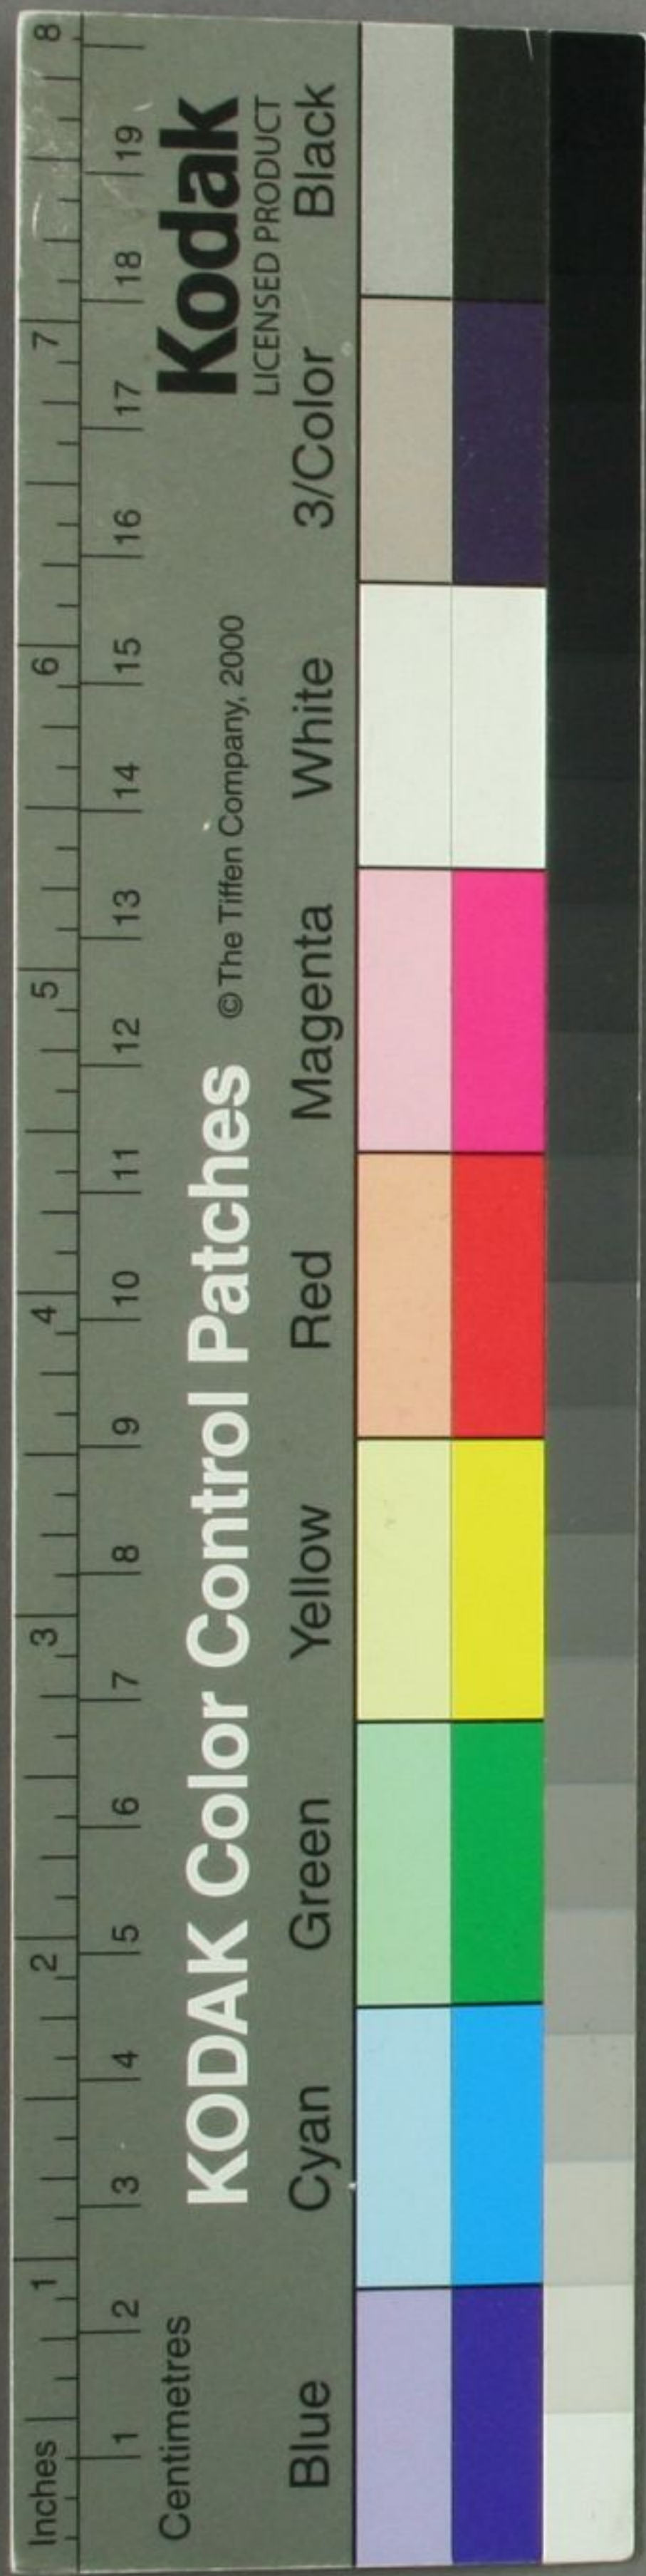 Inches 1 2 3 4 5 6 7 8
1 2 3 4 5 6 7 8 9 10 11 12 13 14 15 16 17 18 19
Centimetres
KODAK Color Control Patches © The Tiffen Company, 2000 Kodak
LICENSED PRODUCT
Blue Cyan Green Yellow Red Magenta White 3/Color Black